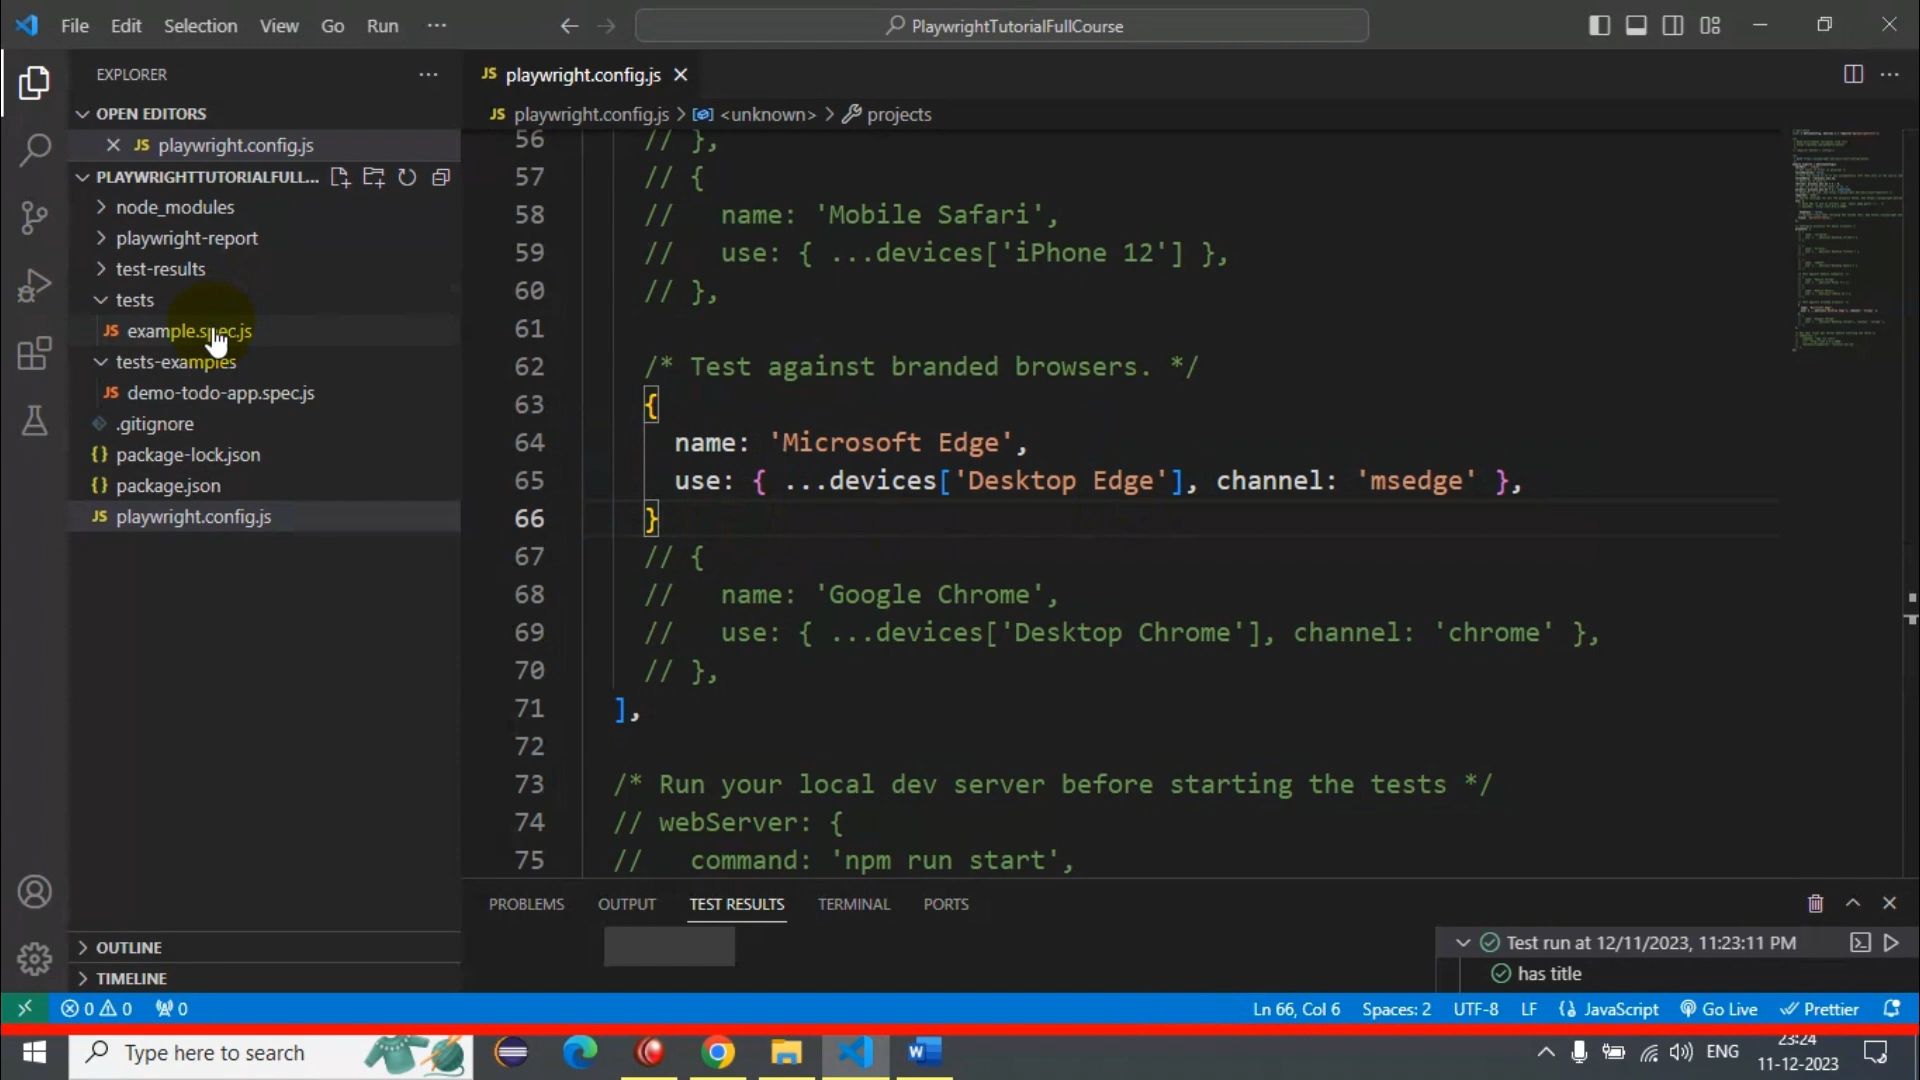 File Edit Selection View Go Run ···
PlaywrightTutorialFullCourse
EXPLORER
OPEN EDITORS
JS playwright.config.js
PLAYWRIGHTTUTORIALFULL...
node_modules
playwright-report
test-results
tests
JS example.spec.js
tests-examples
JS demo-todo-app.spec.js
.gitignore
{} package-lock.json
{} package.json
JS playwright.config.js
OUTLINE
TIMELINE
JS playwright.config.js
JS playwright.config.js > <unknown> > projects
56 // },
57 // {
58 //   name: 'Mobile Safari',
59 //   use: { ...devices['iPhone 12'] },
60 // },
61
62 /* Test against branded browsers. */
63 {
64   name: 'Microsoft Edge',
65   use: { ...devices['Desktop Edge'], channel: 'msedge' },
66 }
67 // {
68 //   name: 'Google Chrome',
69 //   use: { ...devices['Desktop Chrome'], channel: 'chrome' },
70 // },
71 ],
72
73 /* Run your local dev server before starting the tests */
74 // webServer: {
75 //   command: 'npm run start',
PROBLEMS OUTPUT TEST RESULTS TERMINAL PORTS
Test run at 12/11/2023, 11:23:11 PM
has title
0 0 0
Ln 66, Col 6 Spaces: 2 UTF-8 LF {} JavaScript Go Live Prettier
Type here to search
ENG
23:24
11-12-2023